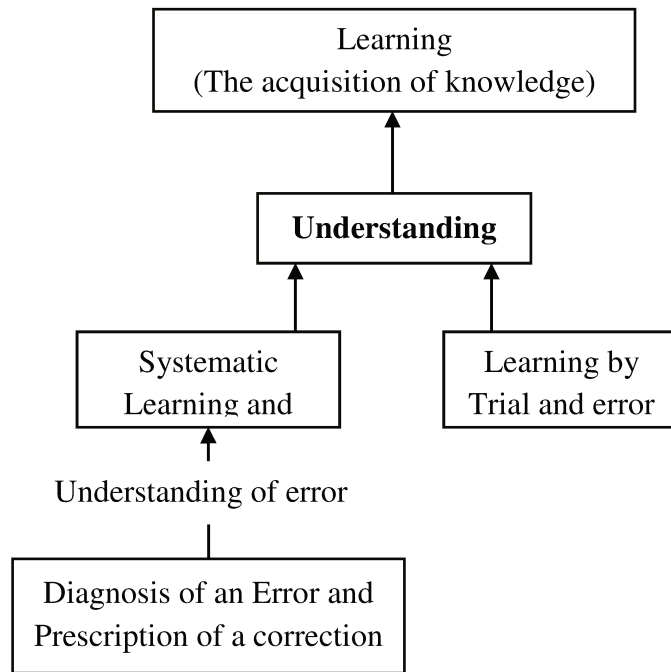 Learning
(The acquisition of knowledge)
Understanding
Systematic
Learning and
Learning by
Trial and error
Understanding of error
Diagnosis of an Error and
Prescription of a correction